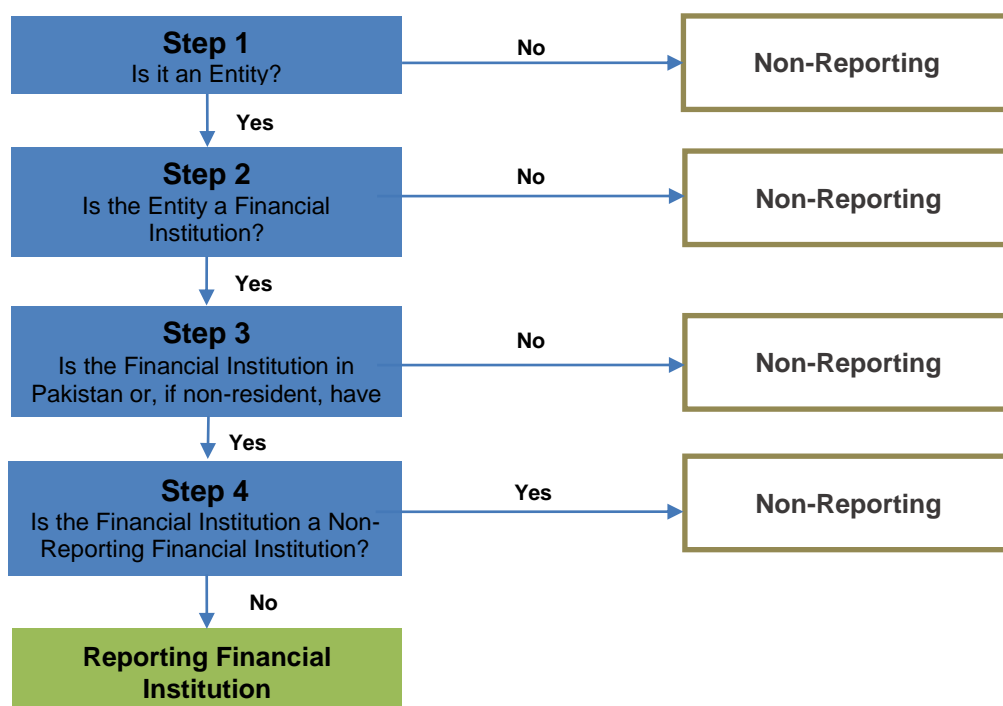 Step 1
Is it an Entity?
No
Non-Reporting
Yes
Step 2
Is the Entity a Financial
Institution?
No
Non-Reporting
Yes
Step 3
Is the Financial Institution in
Pakistan or, if non-resident, have
No
Non-Reporting
Yes
Step 4
Is the Financial Institution a Non-
Reporting Financial Institution?
Yes
Non-Reporting
No
Reporting Financial
Institution